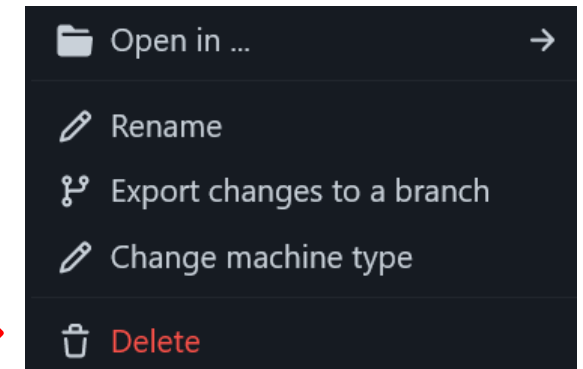 Open in ...
Rename
Export changes to a branch
Change machine type
Delete